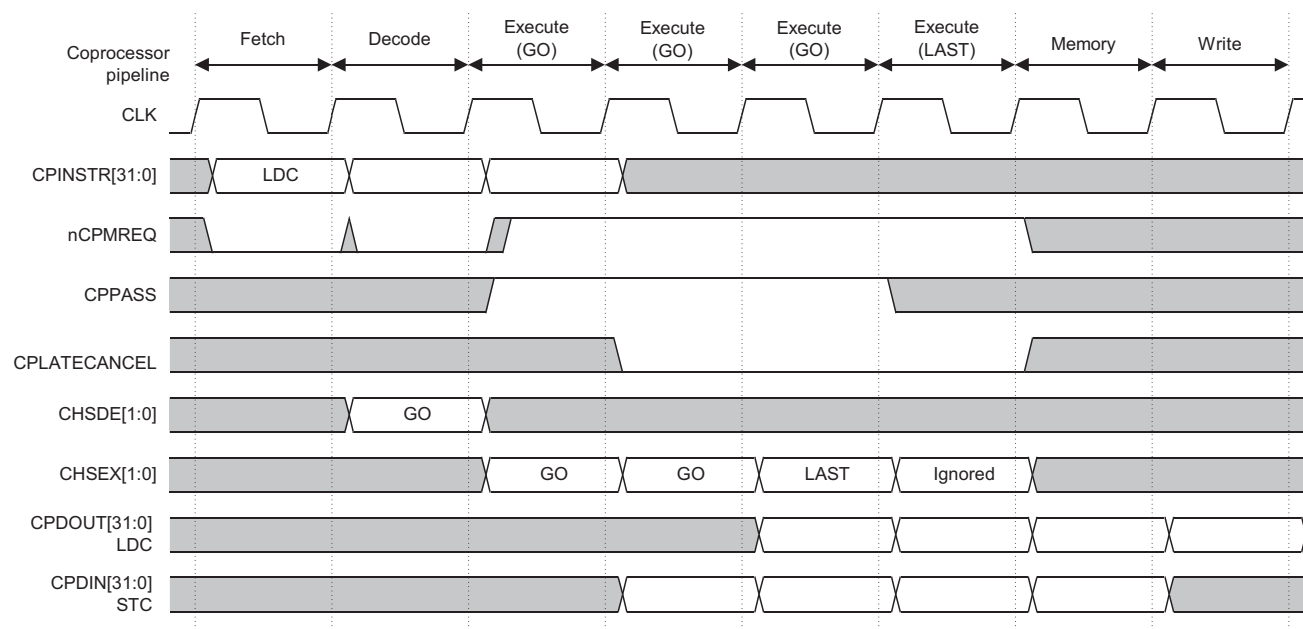 Coprocessor
pipeline
Fetch
Decode
Execute
(GO)
Execute
(GO)
Execute
(GO)
Execute
(LAST)
Memory
Write
CLK
CPINSTR[31:0]
LDC
nCPMREQ
CPPASS
CPLATECANCEL
CHSDE[1:0]
GO
CHSEX[1:0]
GO
GO
LAST
Ignored
CPDOUT[31:0]
LDC
CPDIN[31:0]
STC